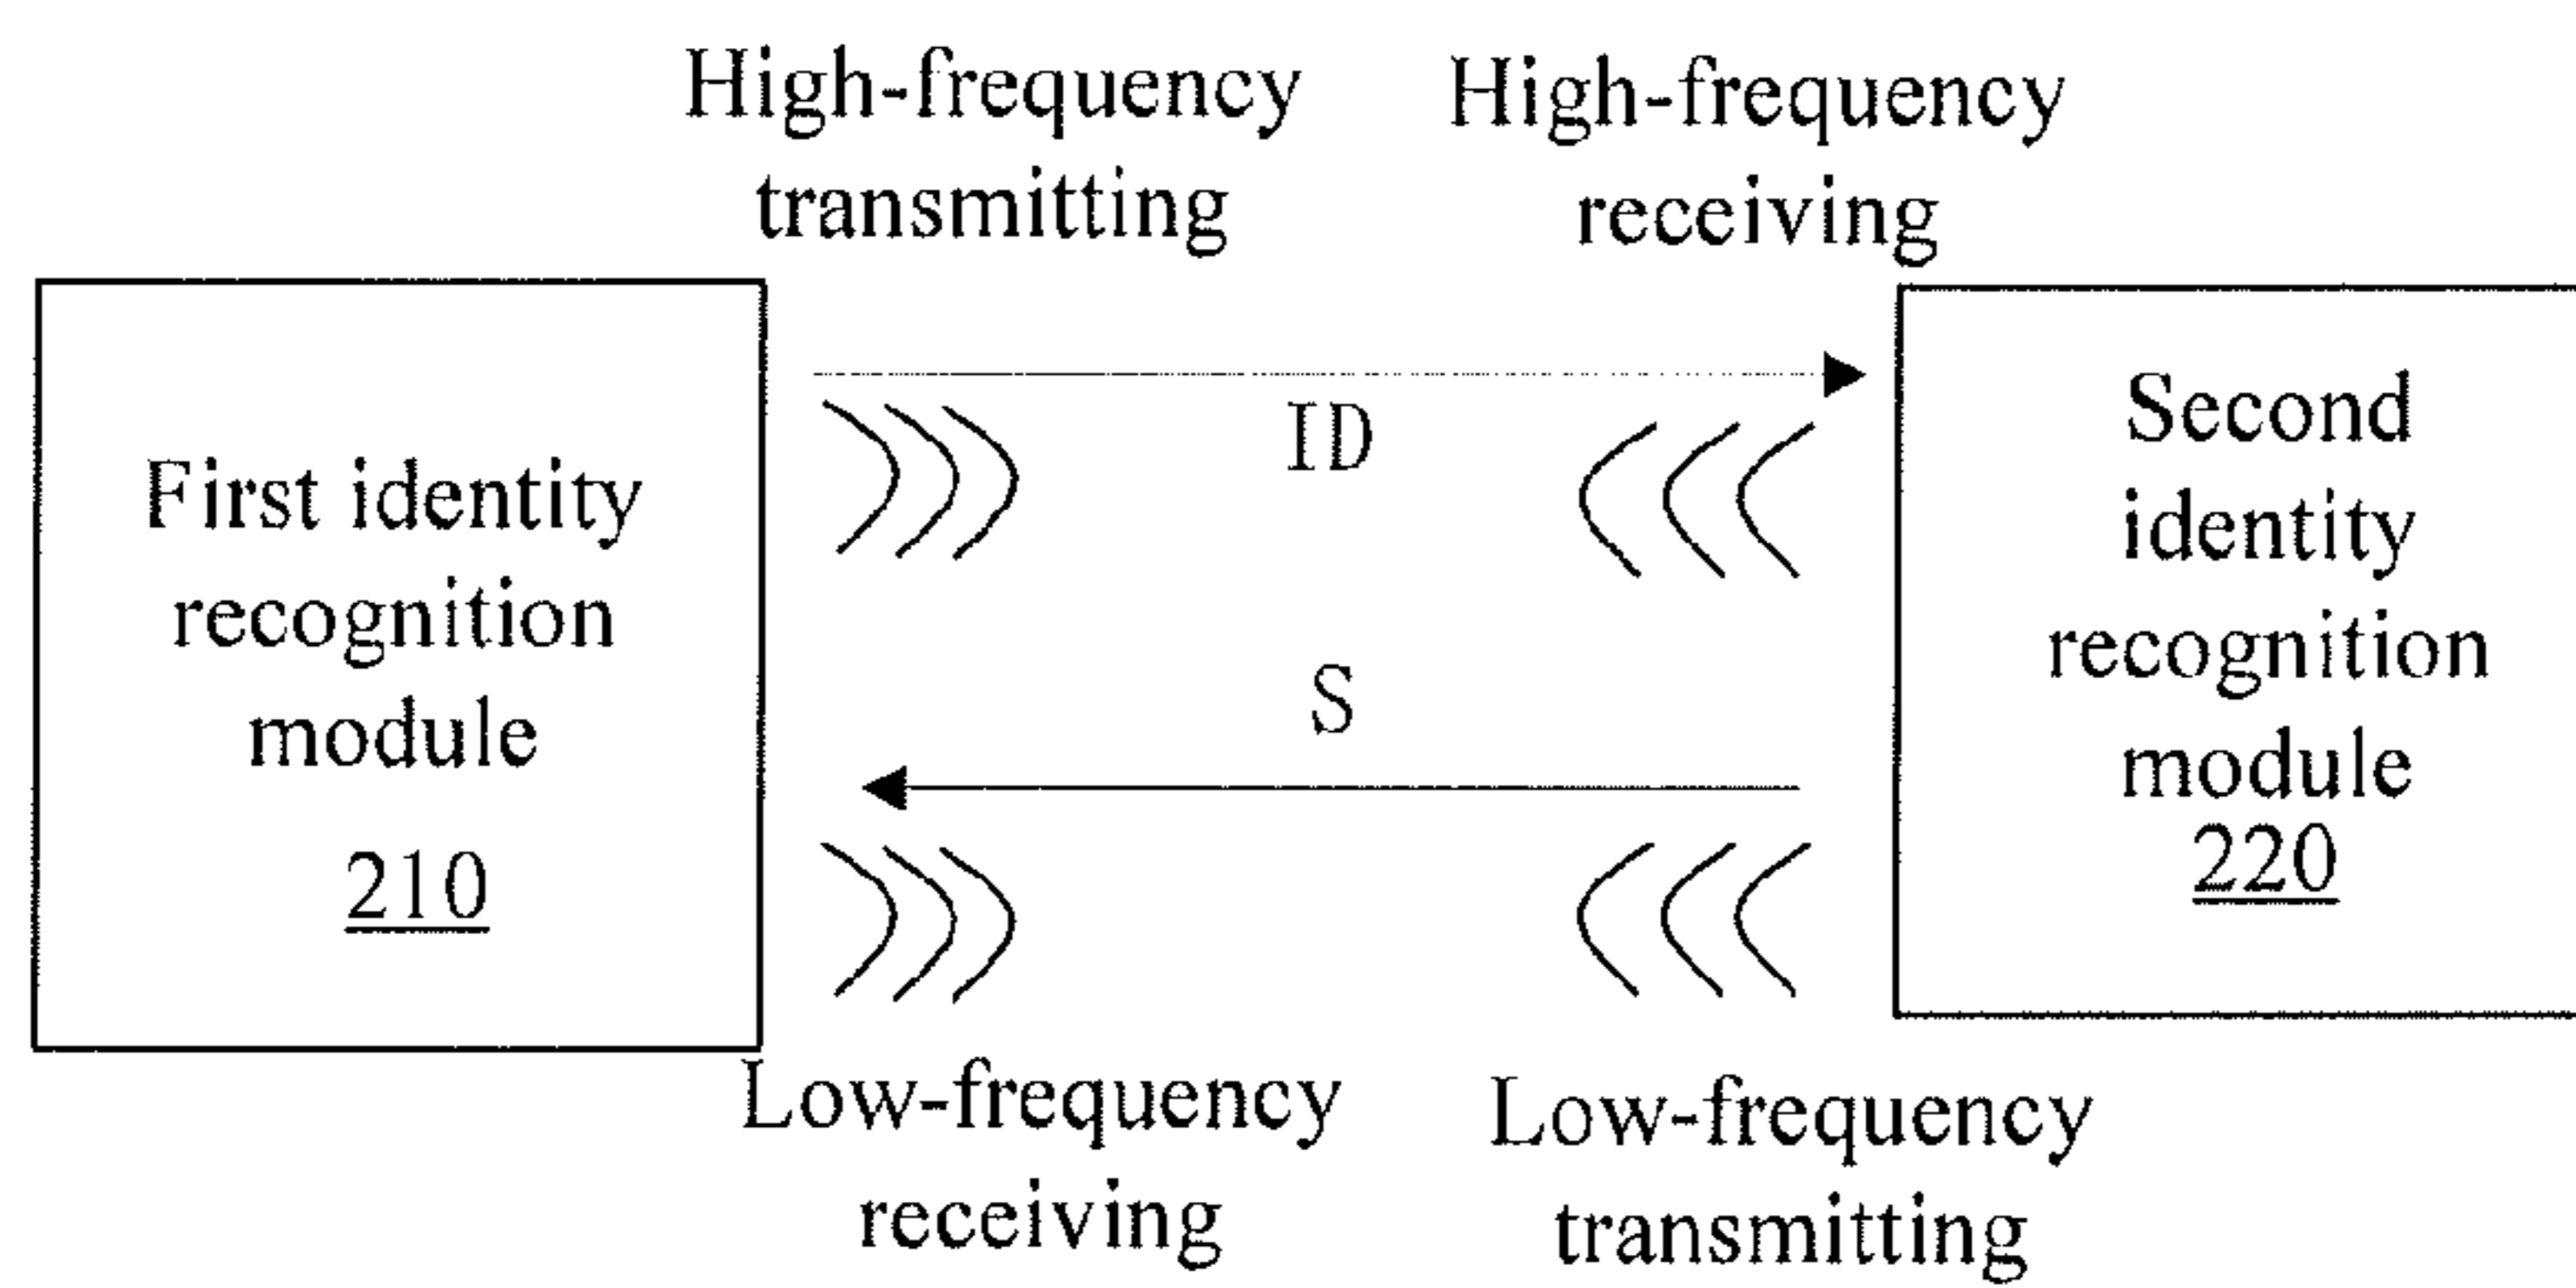 High-frequency
transmitting
High-frequency
receiving
First identity
recognition
module
210
ID
S
Second
identity
recognition
module
220
Low-frequency
receiving
Low-frequency
transmitting